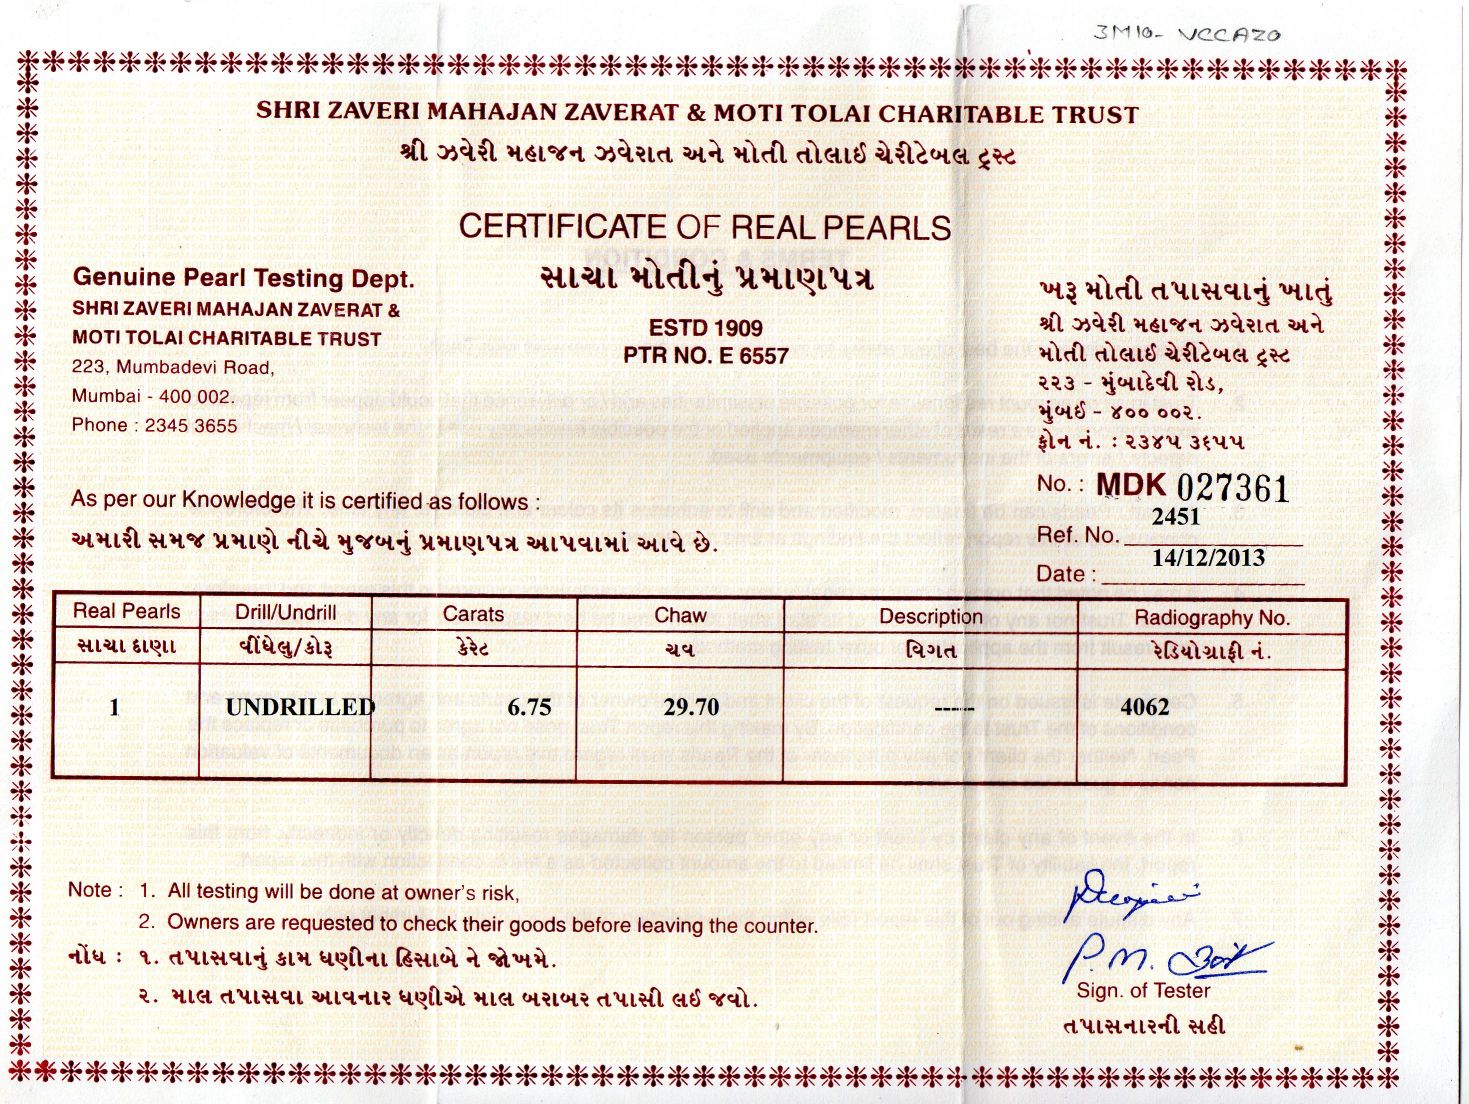 3M10- VCCAZO
SHRI ZAVERI MAHAJAN ZAVERAT & MOTI TOLAI CHARITABLE TRUST
શ્રી ઝવેરી મહાજન ઝવેરાત અને મોતી તોલાઈ ચેરીટેબલ ટ્રસ્ટ
CERTIFICATE OF REAL PEARLS
સાચા મોતીનું પ્રમાણપત્ર
ESTD 1909
PTR NO. E 6557
Genuine Pearl Testing Dept.
SHRI ZAVERI MAHAJAN ZAVERAT &
MOTI TOLAI CHARITABLE TRUST
223, Mumbadevi Road,
Mumbai - 400 002.
Phone : 2345 3655
ખરૂ મોતી તપાસવાનું ખાતું
શ્રી ઝવેરી મહાજન ઝવેરાત અને
મોતી તોલાઈ ચેરીટેબલ ટ્રસ્ટ
૨૨૩ - મુંબાદેવી રોડ,
મુંબઈ - ૪૦૦ ૦૦૨.
ફોન નં. : ૨૩૪૫ ૩૬૫૫
No. : MDK 027361
Ref. No. 2451
Date : 14/12/2013
As per our Knowledge it is certified as follows :
અમારી સમજ પ્રમાણે નીચે મુજબનું પ્રમાણપત્ર આપવામાં આવે છે.
Real Pearls Drill/Undrill Carats Chaw Description Radiography No.
સાચા દાણા વીંધેલુ/કોરૂ કેરેટ ચવ વિગત રેડિયોગ્રાફી નં.
1 UNDRILLED 6.75 29.70 ----- 4062
Note : 1. All testing will be done at owner's risk,
2. Owners are requested to check their goods before leaving the counter.
નોંધ : ૧. તપાસવાનું કામ ધણીના હિસાબે ને જોખમે.
૨. માલ તપાસવા આવનાર ધણીએ માલ બરાબર તપાસી લઈ જવો.
Sign. of Tester
તપાસનારની સહી